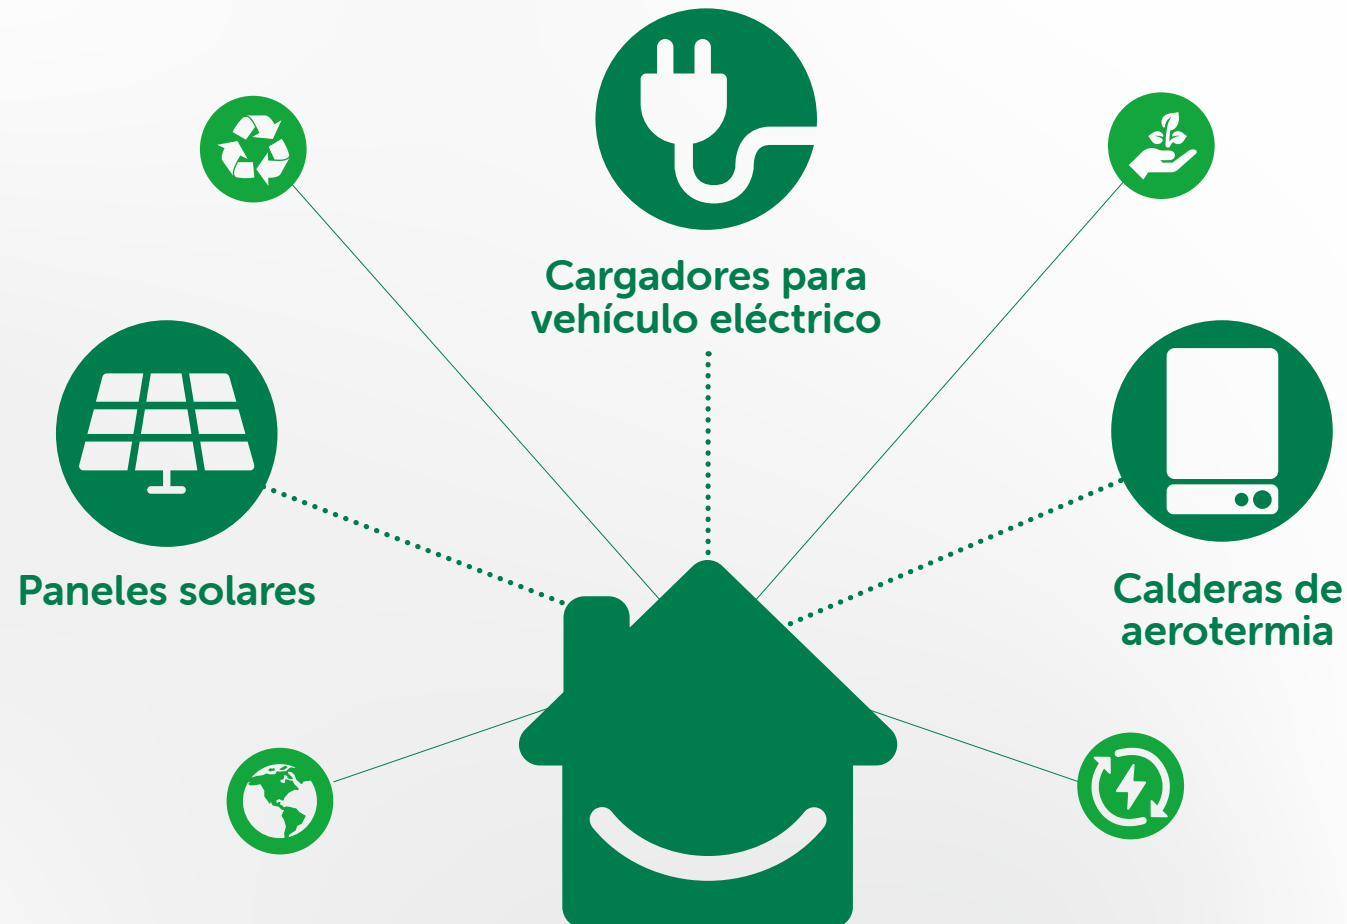 Cargadores para
vehículo eléctrico
Paneles solares
Calderas de
aerotermia